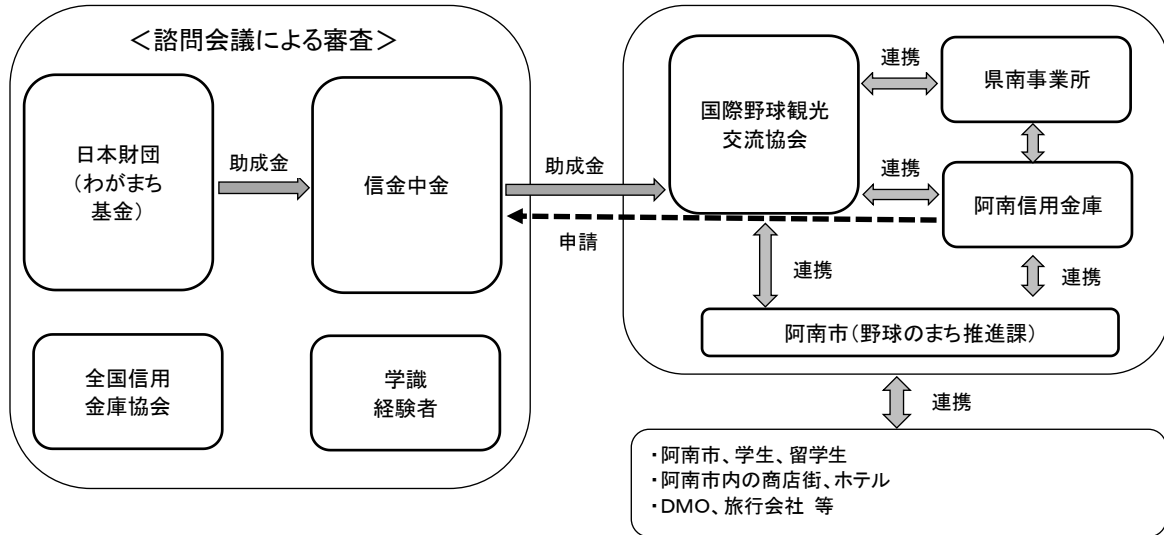 ＜諮問会議による審査＞
日本財団
（わがまち
基金）
助成金
信金中金
全国信用
金庫協会
学識
経験者
助成金
申請
国際野球観光
交流協会
連携
県南事業所
連携
阿南信用金庫
連携
連携
阿南市（野球のまち推進課）
連携
・阿南市、学生、留学生
・阿南市内の商店街、ホテル
・DMO、旅行会社 等